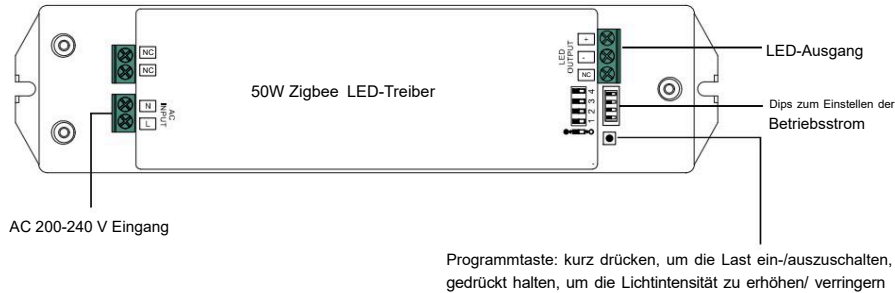 NC
NC
N
L
AC
INPUT
50W Zigbee LED-Treiber
LED
OUTPUT
+
-
NC
4
3
2
1
LED-Ausgang
Dips zum Einstellen der
Betriebsstrom
AC 200-240 V Eingang
Programmtaste: kurz drücken, um die Last ein-/auszuschalten,
gedrückt halten, um die Lichtintensität zu erhöhen/ verringern